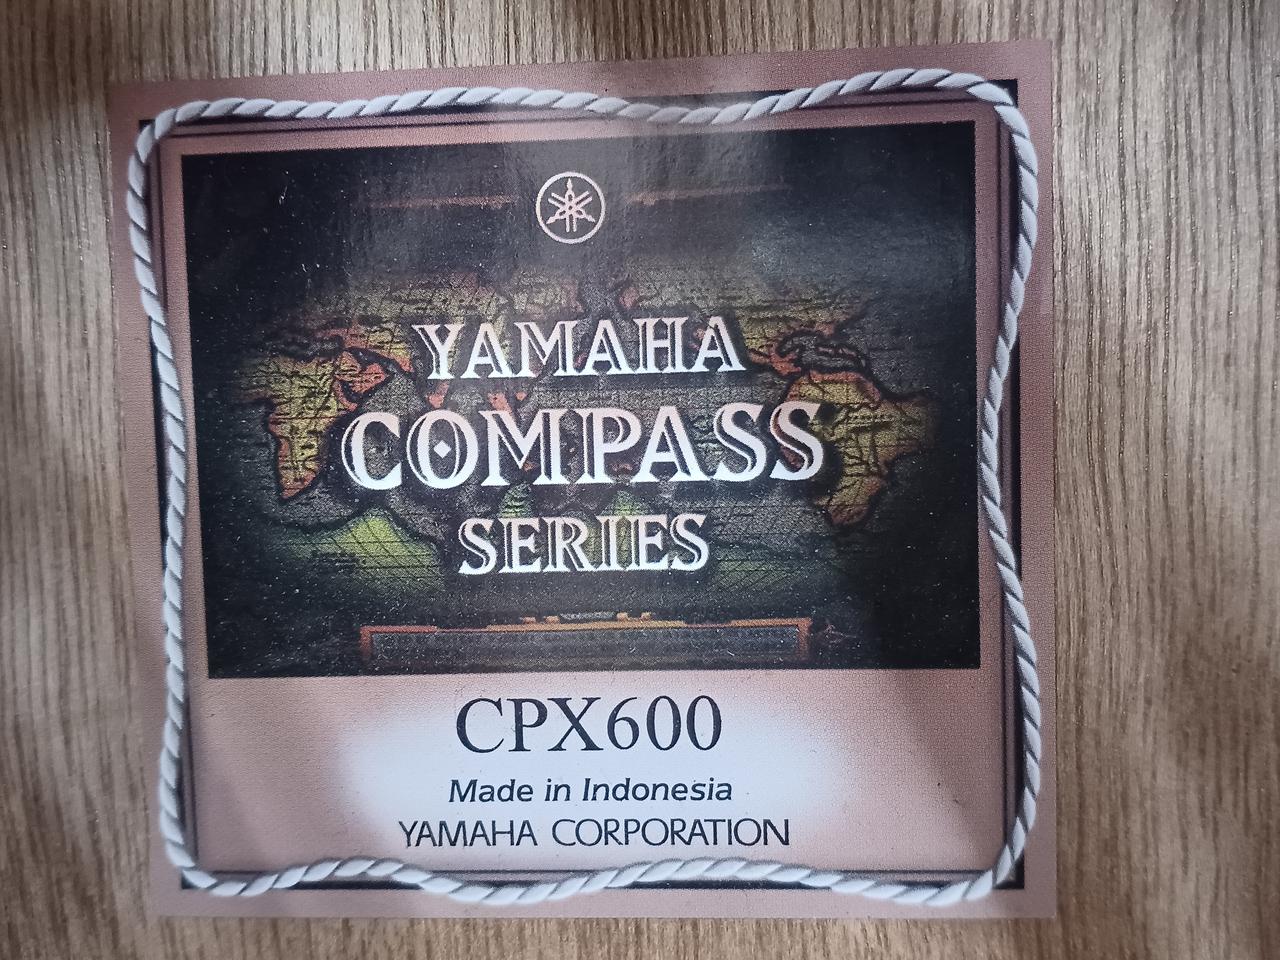 YAMAHA
COMPASS
SERIES
CPX600
Made in Indonesia
YAMAHA CORPORATION